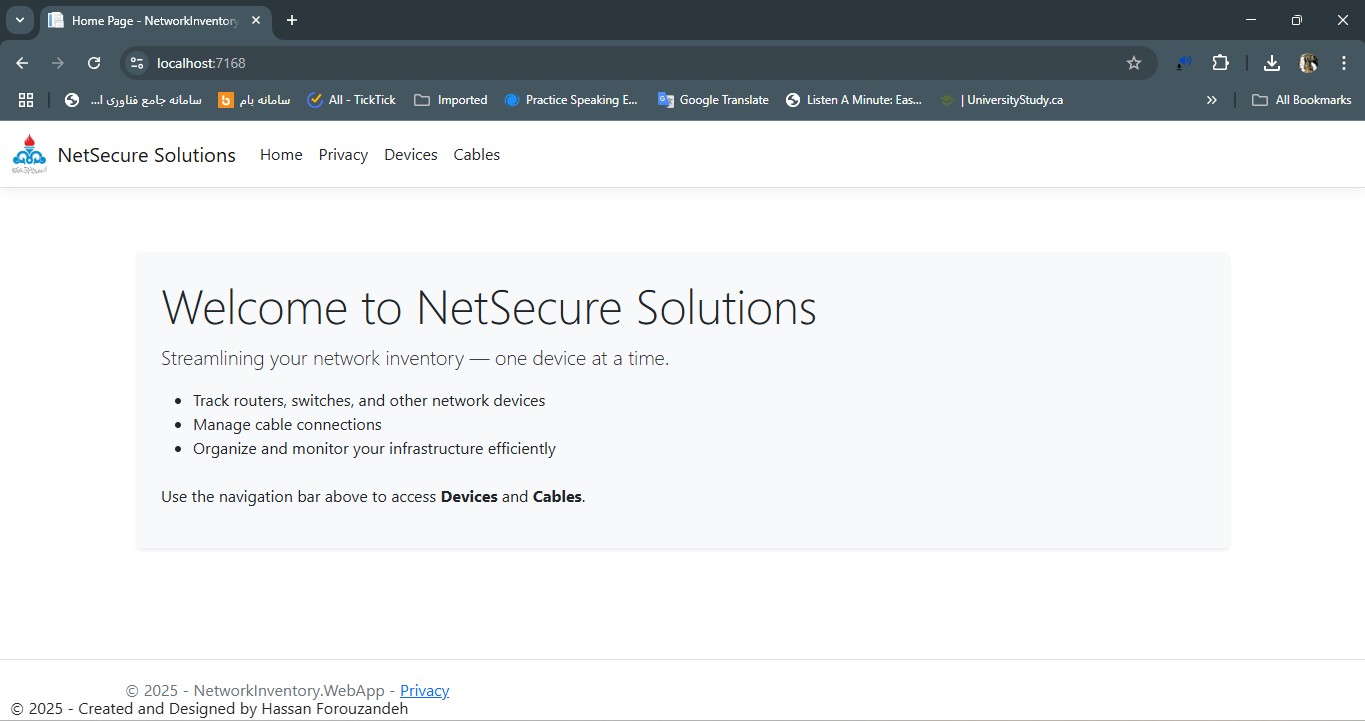 Home Page - NetworkInventory
localhost:7168
سامانه جامع فناوری ا...
سامانه بام
All - TickTick
Imported
Practice Speaking E...
Google Translate
Listen A Minute: Eas...
| UniversityStudy.ca
»
All Bookmarks
NetSecure Solutions
Home Privacy Devices Cables
Welcome to NetSecure Solutions
Streamlining your network inventory — one device at a time.
• Track routers, switches, and other network devices
• Manage cable connections
• Organize and monitor your infrastructure efficiently
Use the navigation bar above to access Devices and Cables.
© 2025 - NetworkInventory.WebApp - Privacy
© 2025 - Created and Designed by Hassan Forouzandeh